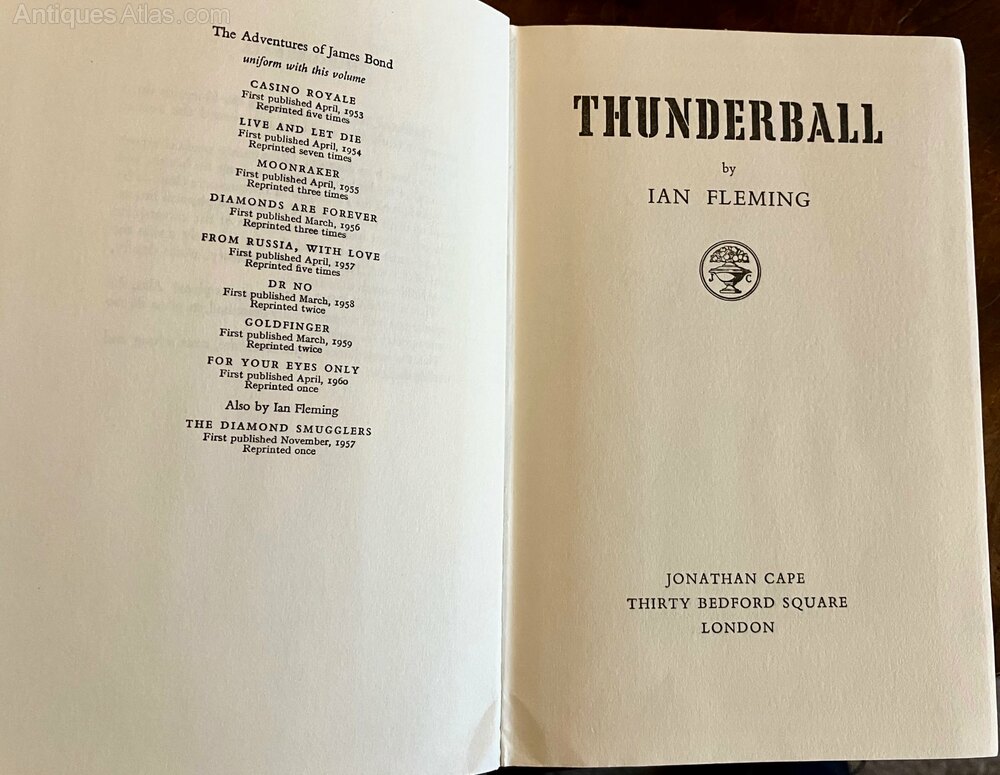 Antiques Atlas.com
The Adventures of James Bond
uniform with this volume
CASINO ROYALE
First published April, 1953
Reprinted five times
LIVE AND LET DIE
First published April, 1954
Reprinted seven times
MOONRAKER
First published April, 1955
Reprinted three times
DIAMONDS ARE FOREVER
First published March, 1956
Reprinted three times
FROM RUSSIA, WITH LOVE
First published April, 1957
Reprinted five times
DR NO
First published March, 1958
Reprinted twice
GOLDFINGER
First published March, 1959
Reprinted twice
FOR YOUR EYES ONLY
First published April, 1960
Reprinted once
Also by Ian Fleming
THE DIAMOND SMUGGLERS
First published November, 1957
Reprinted once
THUNDERBALL
by
IAN FLEMING
J C
JONATHAN CAPE
THIRTY BEDFORD SQUARE
LONDON